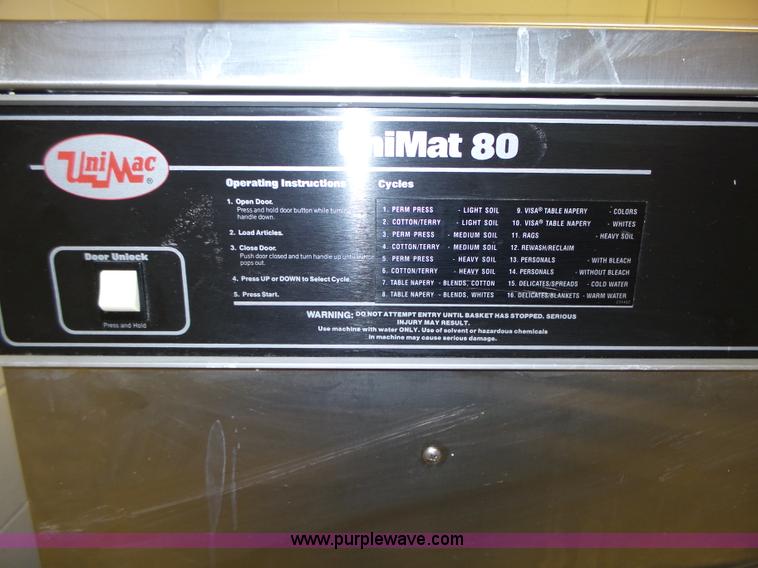 UniMac®
UniMat 80
Operating Instructions
1. Open Door.
Press and hold door button while
handle down.
2. Load Articles.
3. Close Door.
Push door closed and turn handle up until
pops out.
4. Press UP or DOWN to Select Cycle.
5. Press Start.
Cycles
1. PERM PRESS - LIGHT SOIL
2. COTTON/TERRY - LIGHT SOIL
3. PERM PRESS - MEDIUM SOIL
4. COTTON/TERRY - MEDIUM SOIL
5. PERM PRESS - HEAVY SOIL
6. COTTON/TERRY - HEAVY SOIL
7. TABLE NAPERY - BLENDS, COTTON
8. TABLE NAPERY - BLENDS, WHITES
9. VISA® TABLE NAPERY - COLORS
10. VISA® TABLE NAPERY - WHITES
11. RAGS - HEAVY SOIL
12. REWASH/RECLAIM
13. PERSONALS - WITH BLEACH
14. PERSONALS - WITHOUT BLEACH
15. DELICATES/SPREADS - COLD WATER
16. DELICATES/BLANKETS - WARM WATER
Door Unlock
Press and Hold
WARNING: DO NOT ATTEMPT ENTRY UNTIL BASKET HAS STOPPED. SERIOUS
INJURY MAY RESULT.
Use machine with water ONLY. Use of solvent or hazardous chemicals
in machine may cause serious damage.
www.purplewave.com